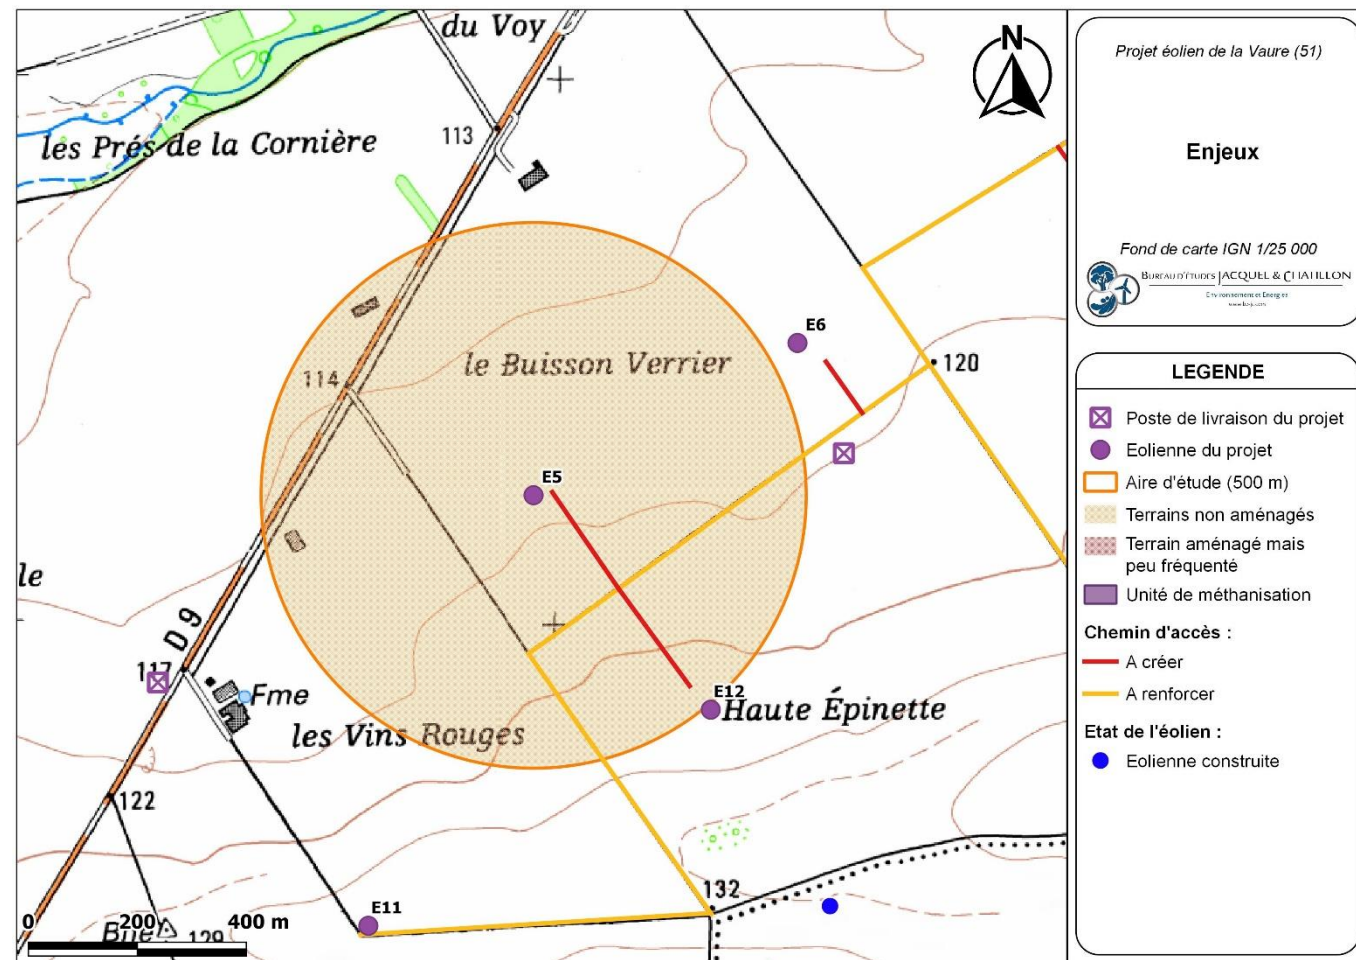 du Voy
N
113
les Prés de la Cornière
E6
le Buisson Verrier
120
114
E5
le
D 9
117
Fme
E12
Haute Épinette
les Vins Rouges
122
132
E11
0 200 400 m
129
Projet éolien de la Vaure (51)
Enjeux
Fond de carte IGN 1/25 000
BUREAU D'ÉTUDES JACQUEL & CHATILLON
Environnement et Energies
LEGENDE
Poste de livraison du projet
Eolienne du projet
Aire d'étude (500 m)
Terrains non aménagés
Terrain aménagé mais
peu fréquenté
Unité de méthanisation
Chemin d'accès :
A créer
A renforcer
Etat de l'éolien :
Eolienne construite